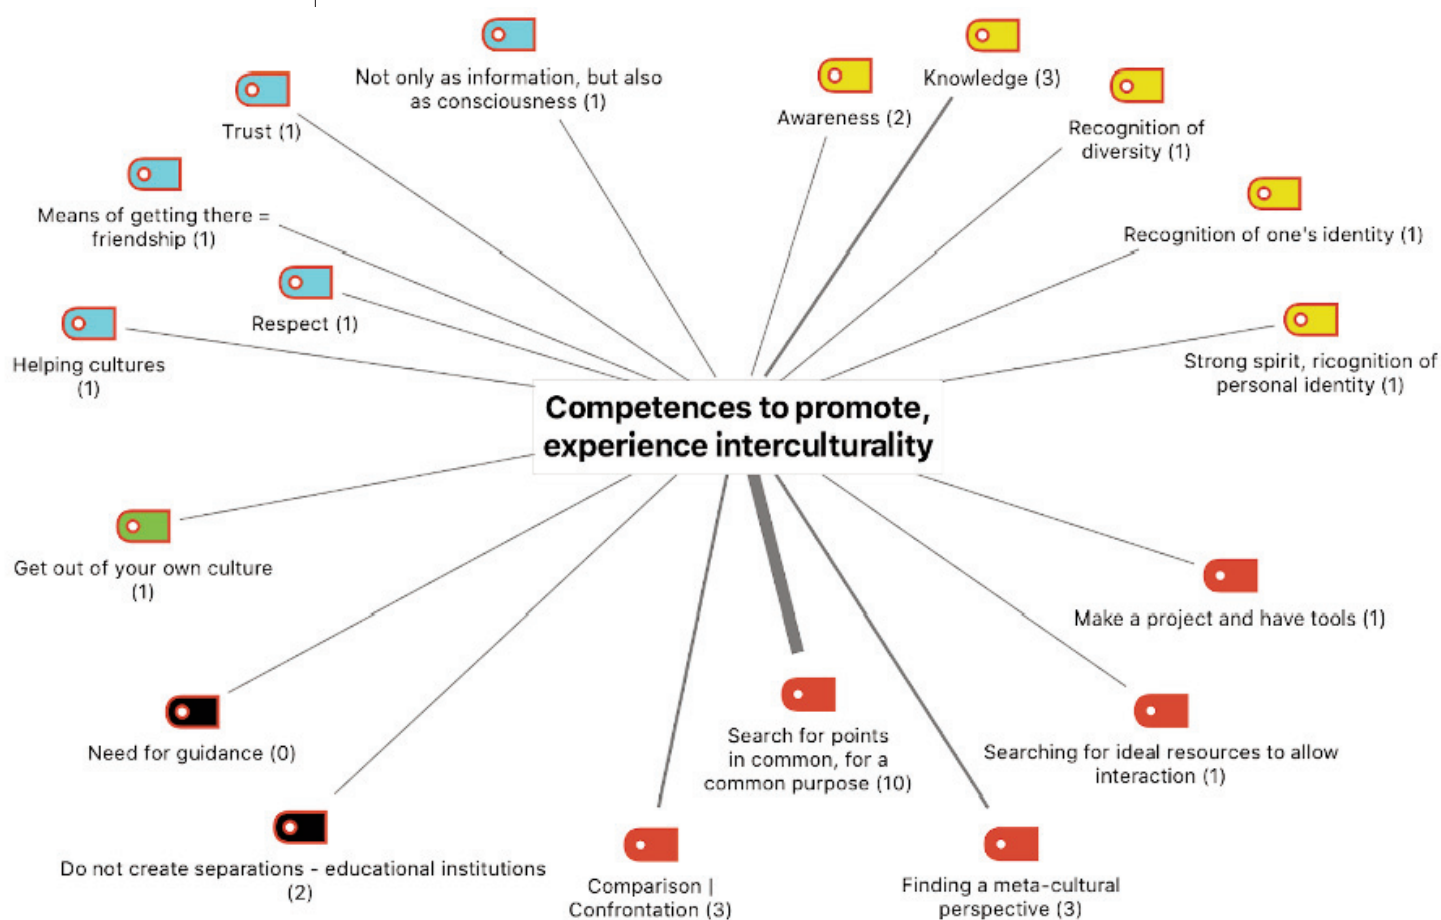 Not only as information, but also
as consciousness (1)
Knowledge (3)
Trust (1)
Awareness (2)
Recognition of
diversity (1)
Means of getting there =
friendship (1)
Recognition of one's identity (1)
Respect (1)
Helping cultures
(1)
Strong spirit, ricognition of
personal identity (1)
Competences to promote,
experience interculturality
Get out of your own culture
(1)
Make a project and have tools (1)
Need for guidance (0)
Search for points
in common, for a
common purpose (10)
Searching for ideal resources to allow
interaction (1)
Do not create separations - educational institutions
(2)
Comparison |
Confrontation (3)
Finding a meta-cultural
perspective (3)